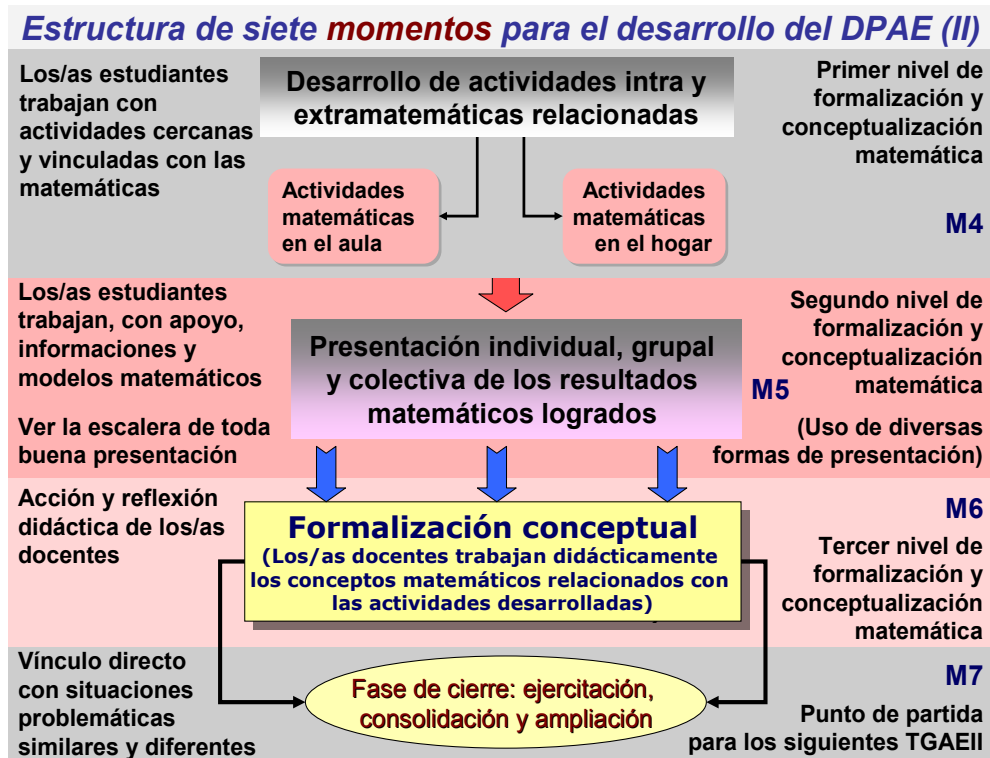 Estructura de siete momentos para el desarrollo del DPAE (II)
Los/as estudiantes
trabajan con
actividades cercanas
y vinculadas con las
matemáticas
Desarrollo de actividades intra y
extramatemáticas relacionadas
Primer nivel de
formalización y
conceptualización
matemática
Actividades
matemáticas
en el aula
Actividades
matemáticas
en el hogar
M4
Los/as estudiantes
trabajan, con apoyo,
informaciones y
modelos matemáticos
Ver la escalera de toda
buena presentación
Presentación individual, grupal
y colectiva de los resultados
matemáticos logrados
Segundo nivel de
formalización y
conceptualización
matemática
M5
(Uso de diversas
formas de presentación)
Acción y reflexión
didáctica de los/as
docentes
Formalización conceptual
(Los/as docentes trabajan didácticamente
los conceptos matemáticos relacionados con
las actividades desarrolladas)
M6
Tercer nivel de
formalización y
conceptualización
matemática
Vínculo directo
con situaciones
problemáticas
similares y diferentes
Fase de cierre: ejercitación,
consolidación y ampliación
M7
Punto de partida
para los siguientes TGAEII